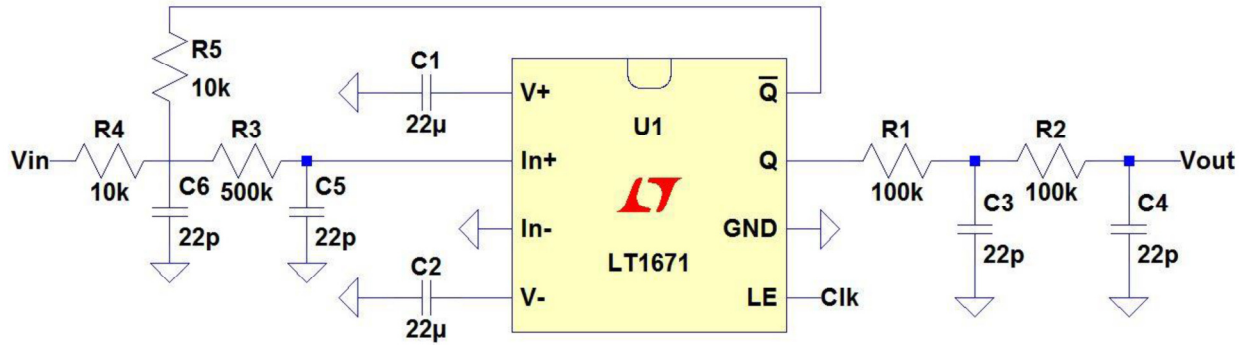 R5
10k
C1
22µ
V+
Q̅
U1
R4
10k
R3
500k
Vin
In+
Q
R1
100k
R2
100k
Vout
C6
22p
C5
22p
In-
GND
C3
22p
C4
22p
C2
22µ
LT1671
V-
LE
Clk